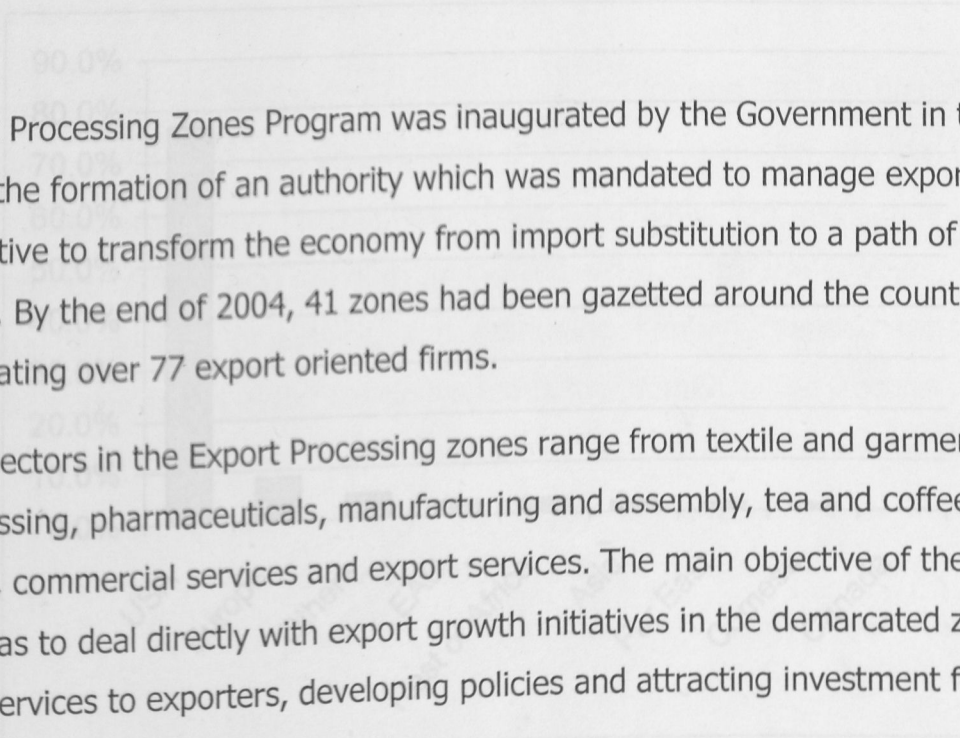 Processing Zones Program was inaugurated by the Government in
the formation of an authority which was mandated to manage expor
tive to transform the economy from import substitution to a path of
. By the end of 2004, 41 zones had been gazetted around the count
ating over 77 export oriented firms.
ectors in the Export Processing zones range from textile and garmen
ssing, pharmaceuticals, manufacturing and assembly, tea and coffee
, commercial services and export services. The main objective of the
as to deal directly with export growth initiatives in the demarcated z
ervices to exporters, developing policies and attracting investment f